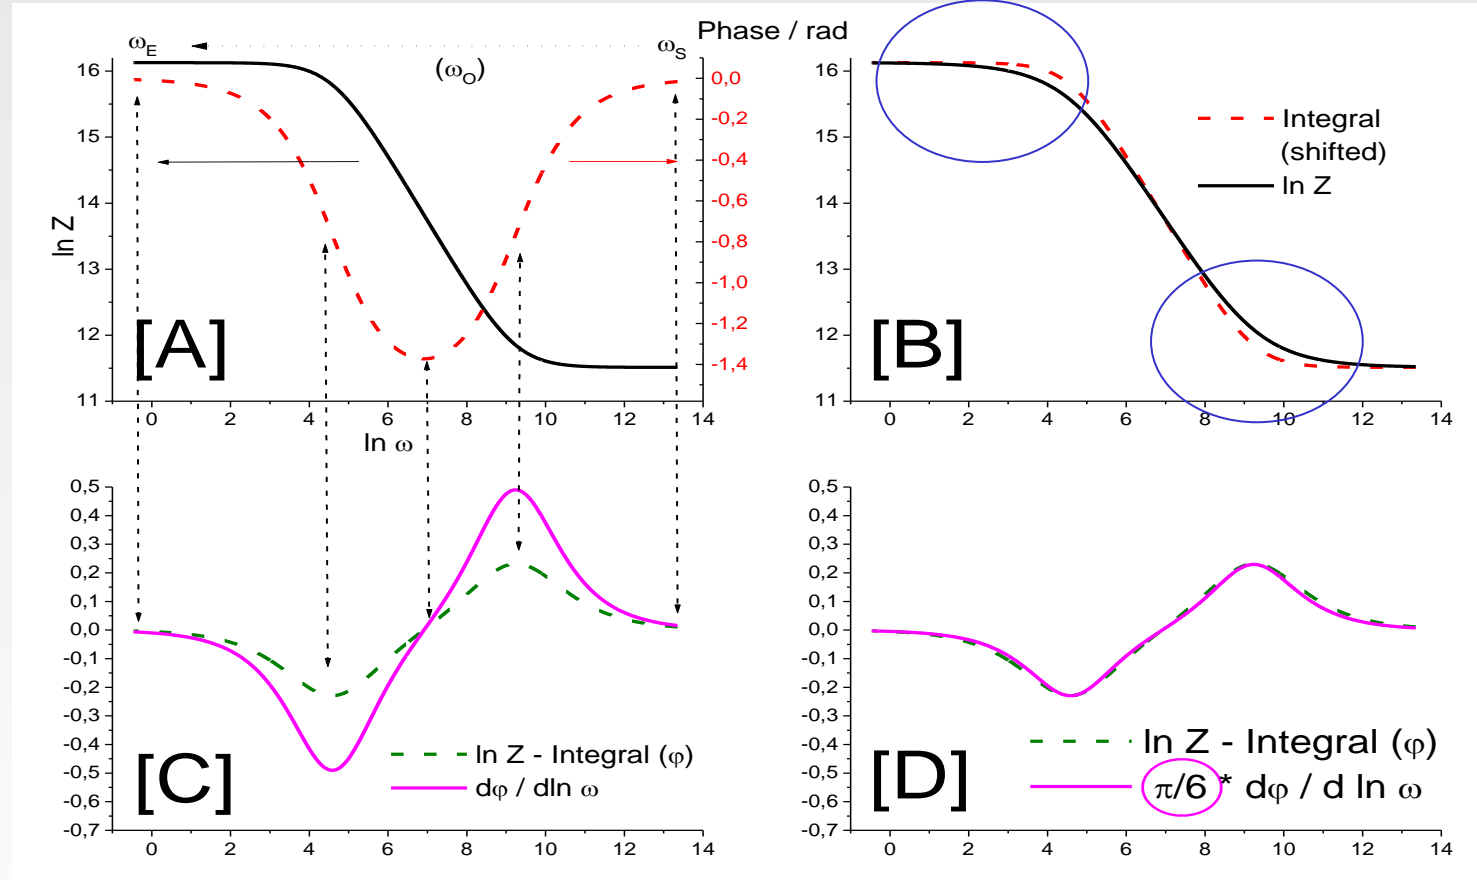 Phase / rad
ω_E
(ω_O)
ω_S
ln Z
16
15
14
13
12
11
0,0
-0,2
-0,4
-0,6
-0,8
-1,0
-1,2
-1,4
[A]
0 2 4 6 8 10 12 14
ln ω
16
15
14
13
12
11
Integral
(shifted)
ln Z
[B]
0 2 4 6 8 10 12 14
0,5
0,4
0,3
0,2
0,1
0,0
-0,1
-0,2
-0,3
-0,4
-0,5
-0,6
-0,7
[C]
ln Z - Integral (φ)
dφ / dln ω
0 2 4 6 8 10 12 14
0,5
0,4
0,3
0,2
0,1
0,0
-0,1
-0,2
-0,3
-0,4
-0,5
-0,6
-0,7
[D]
ln Z - Integral (φ)
π/6 * dφ / d ln ω
0 2 4 6 8 10 12 14